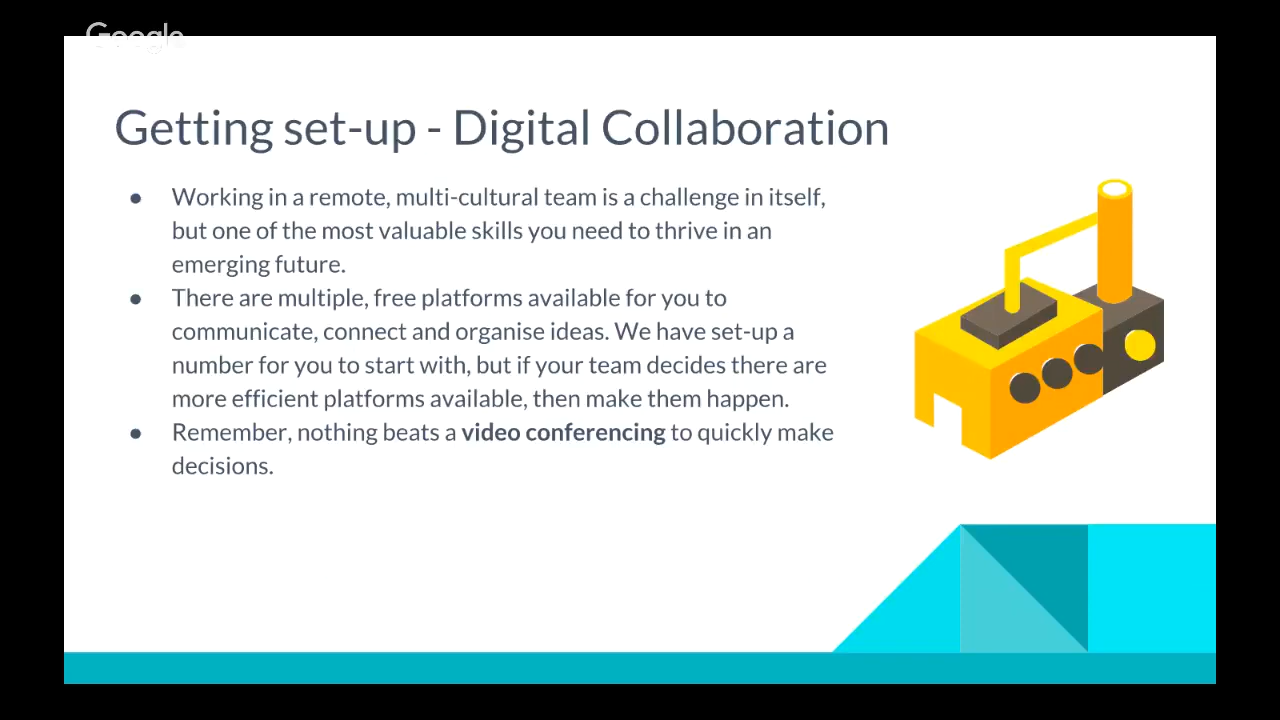 Google
Getting set-up - Digital Collaboration
● Working in a remote, multi-cultural team is a challenge in itself,
but one of the most valuable skills you need to thrive in an
emerging future.
● There are multiple, free platforms available for you to
communicate, connect and organise ideas. We have set-up a
number for you to start with, but if your team decides there are
more efficient platforms available, then make them happen.
● Remember, nothing beats a video conferencing to quickly make
decisions.